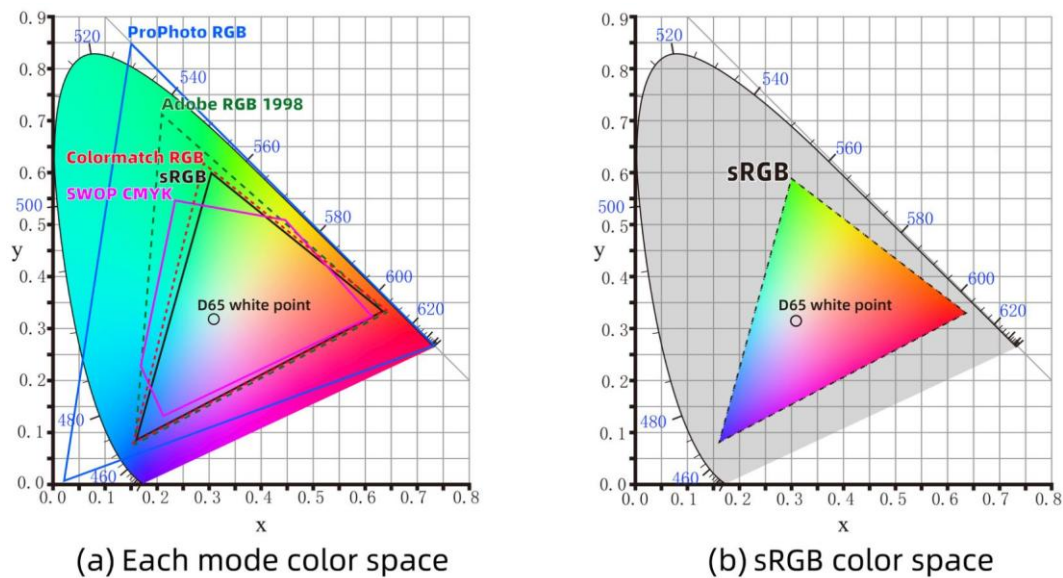 0.9
ProPhoto RGB
520
0.8
540
Adobe RGB 1998
0.7
560
Colormatch RGB
0.6
sRGB
SWOP CMYK
500
580
0.5
y
0.4
600
D65 white point
620
0.3
0.2
480
0.1
460
0.0
0.0 0.1 0.2 0.3 0.4 0.5 0.6 0.7 0.8
x
(a) Each mode color space
0.9
520
0.8
540
0.7
560
0.6
sRGB
500
580
0.5
y
0.4
600
D65 white point
620
0.3
0.2
480
0.1
460
0.0
0.0 0.1 0.2 0.3 0.4 0.5 0.6 0.7 0.8
x
(b) sRGB color space